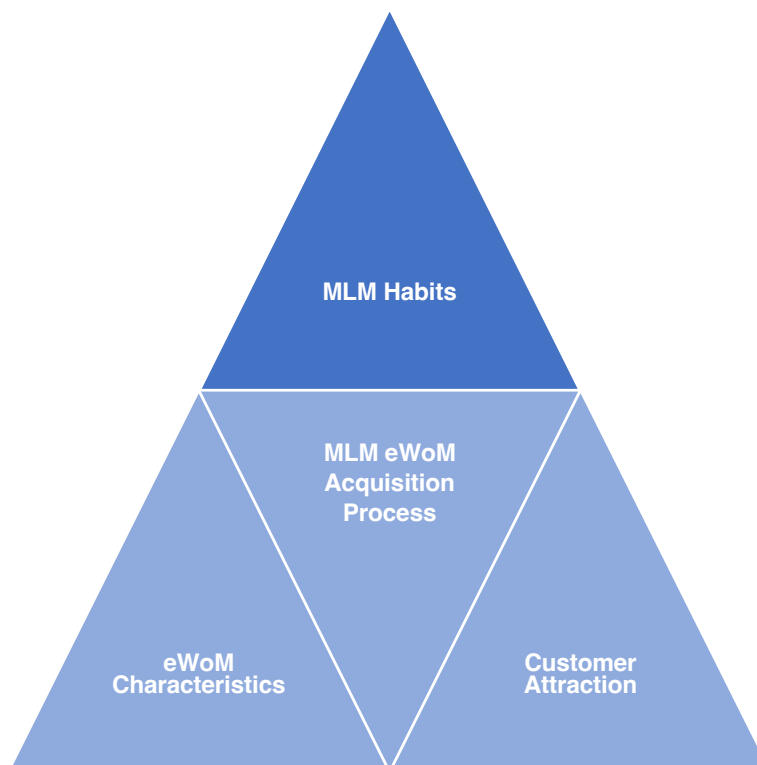 MLM Habits
MLM eWoM
Acquisition
Process
eWoM
Characteristics
Customer
Attraction